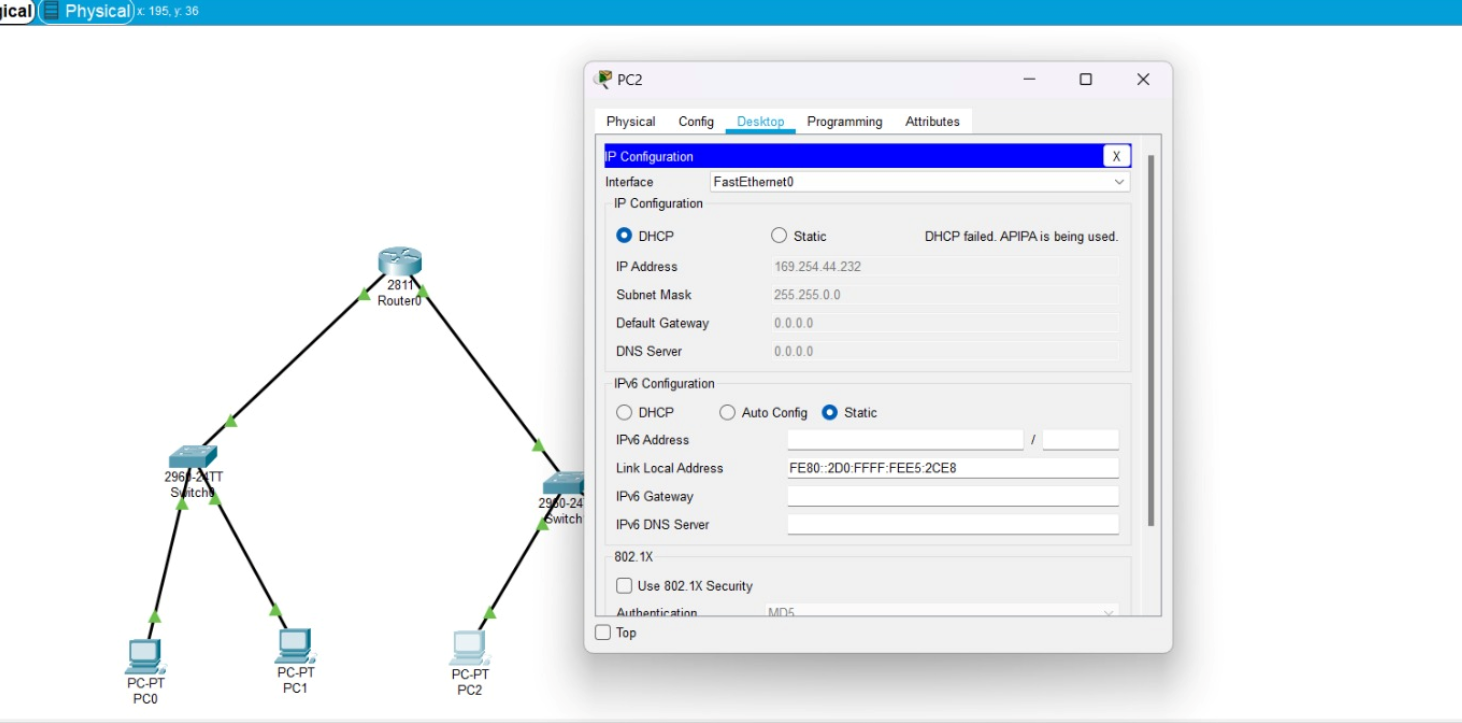 gical Physical x: 195, y: 36
PC2
Physical Config Desktop Programming Attributes
IP Configuration X
Interface FastEthernet0
IP Configuration
DHCP Static DHCP failed. APIPA is being used.
IP Address 169.254.44.232
Subnet Mask 255.255.0.0
Default Gateway 0.0.0.0
DNS Server 0.0.0.0
IPv6 Configuration
DHCP Auto Config Static
IPv6 Address /
Link Local Address FE80::2D0:FFFF:FEE5:2CE8
IPv6 Gateway
IPv6 DNS Server
802.1X
Use 802.1X Security
Authentication MD5
Top
2811
Router0
2960-24TT
Switch0
2960-24
Switch
PC-PT
PC0
PC-PT
PC1
PC-PT
PC2